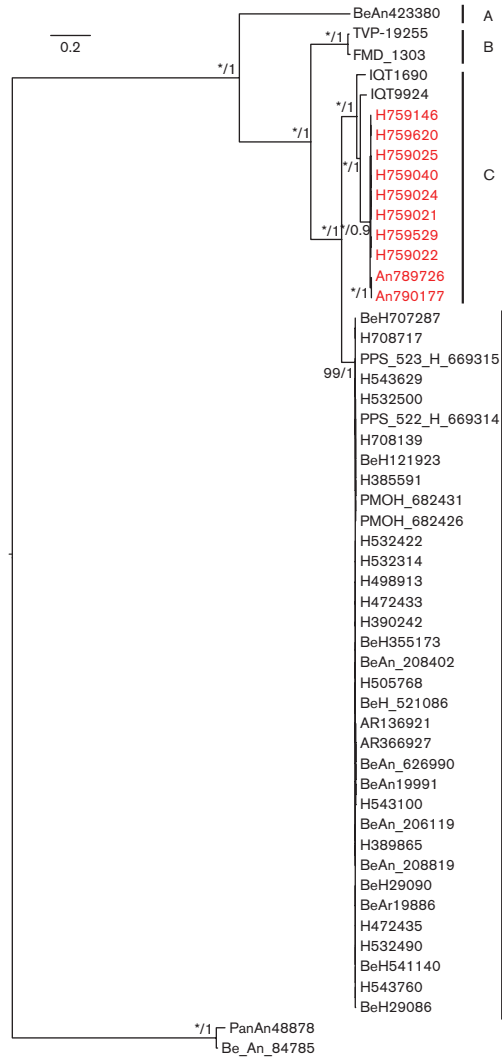 BeAn423380 A
TVP-19255
*/1 B
FMD_1303
0.2
IQT1690
*/1
IQT9924
*/1
H759146
H759620
*/1
H759025
*/1
H759040 C
H759024
H759021
*/1 */0.9
H759529
H759022
An789726
*/1
An790177
BeH707287
H708717
PPS_523_H_669315
99/1
H543629
H532500
PPS_522_H_669314
H708139
BeH121923
H385591
PMOH_682431
PMOH_682426
H532422
H532314
H498913
H472433
H390242
BeH355173
BeAn_208402
H505768
BeH_521086
AR136921
AR366927
BeAn_626990
BeAn19991
H543100
BeAn_206119
H389865
BeAn_208819
BeH29090
BeAr19886
H472435
H532490
BeH541140
H543760
BeH29086
*/1 PanAn48878
Be_An_84785